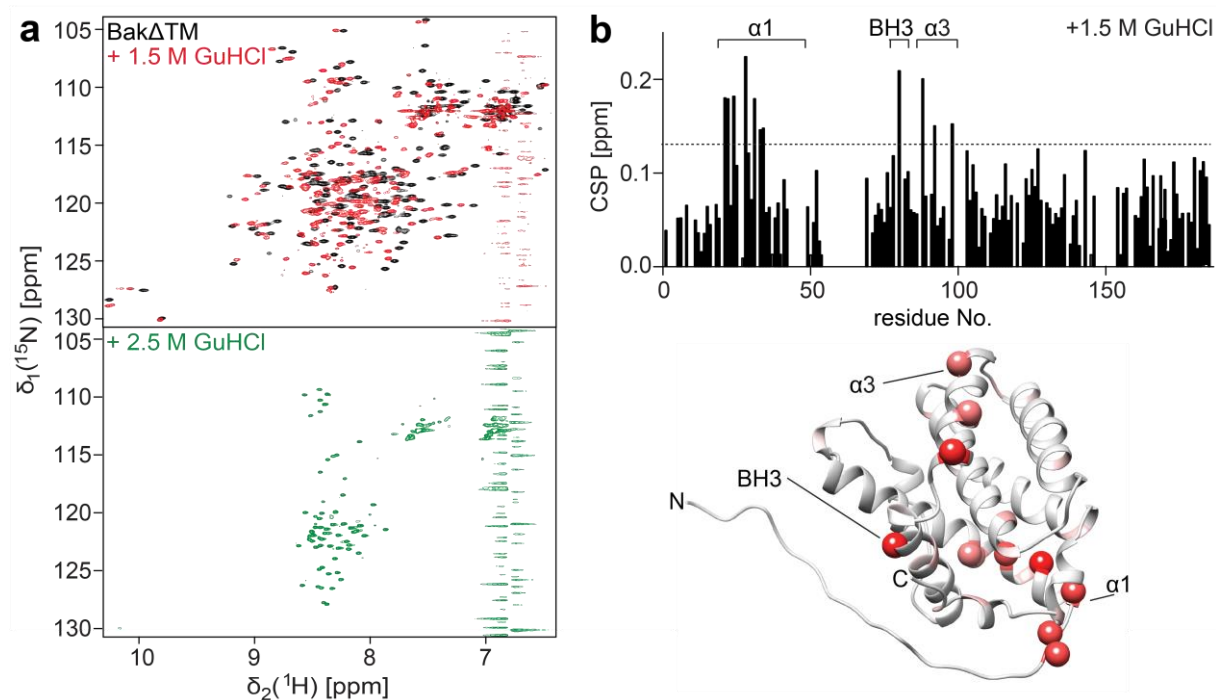 a
BakΔTM
+ 1.5 M GuHCl
105
110
115
120
125
130
+ 2.5 M GuHCl
105
110
115
120
125
130
δ₁(¹⁵N) [ppm]
10 9 8 7
δ₂(¹H) [ppm]
b
α1 BH3 α3 +1.5 M GuHCl
0.2
0.1
0.0
CSP [ppm]
0 50 100 150
residue No.
α3
BH3
N
C
α1